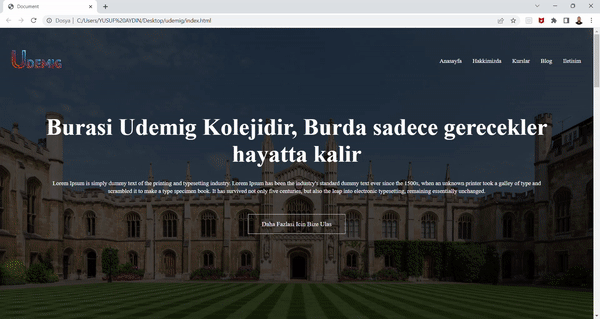 Document
Dosya | C:/Users/YUSUF%20AYDIN/Desktop/udemig/index.html
UDEMIG
Anasayfa Hakkimizda Kurslar Blog Iletisim
Burasi Udemig Kolejidir, Burda sadece gerecekler
hayatta kalir
Lorem Ipsum is simply dummy text of the printing and typesetting industry. Lorem Ipsum has been the industry's standard dummy text ever since the 1500s, when an unknown printer took a galley of type and
scrambled it to make a type specimen book. It has survived not only five centuries, but also the leap into electronic typesetting, remaining essentially unchanged.
Daha Fazlasi Icin Bize Ulas